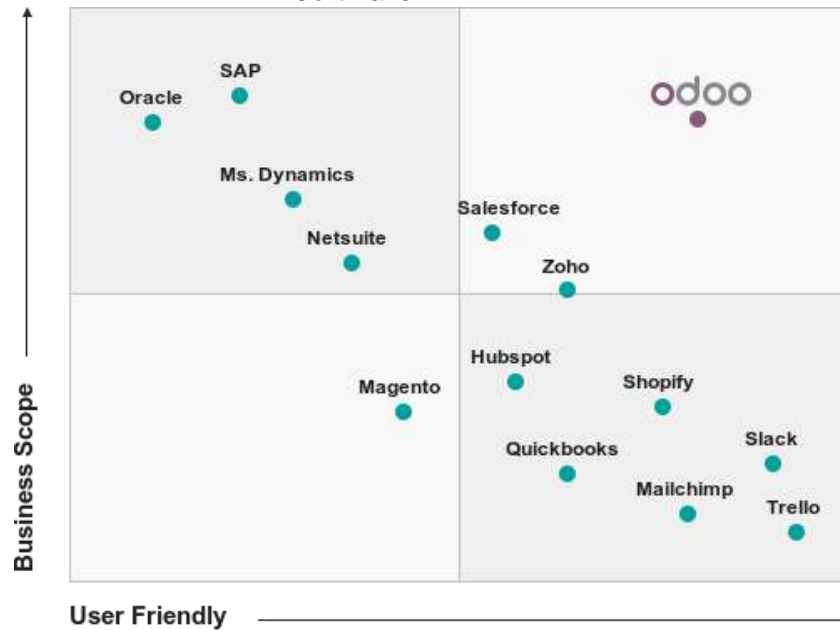 SAP
Oracle
odoo
Ms. Dynamics
Salesforce
Netsuite
Zoho
Hubspot
Magento
Shopify
Quickbooks
Slack
Mailchimp
Trello
Business Scope
User Friendly